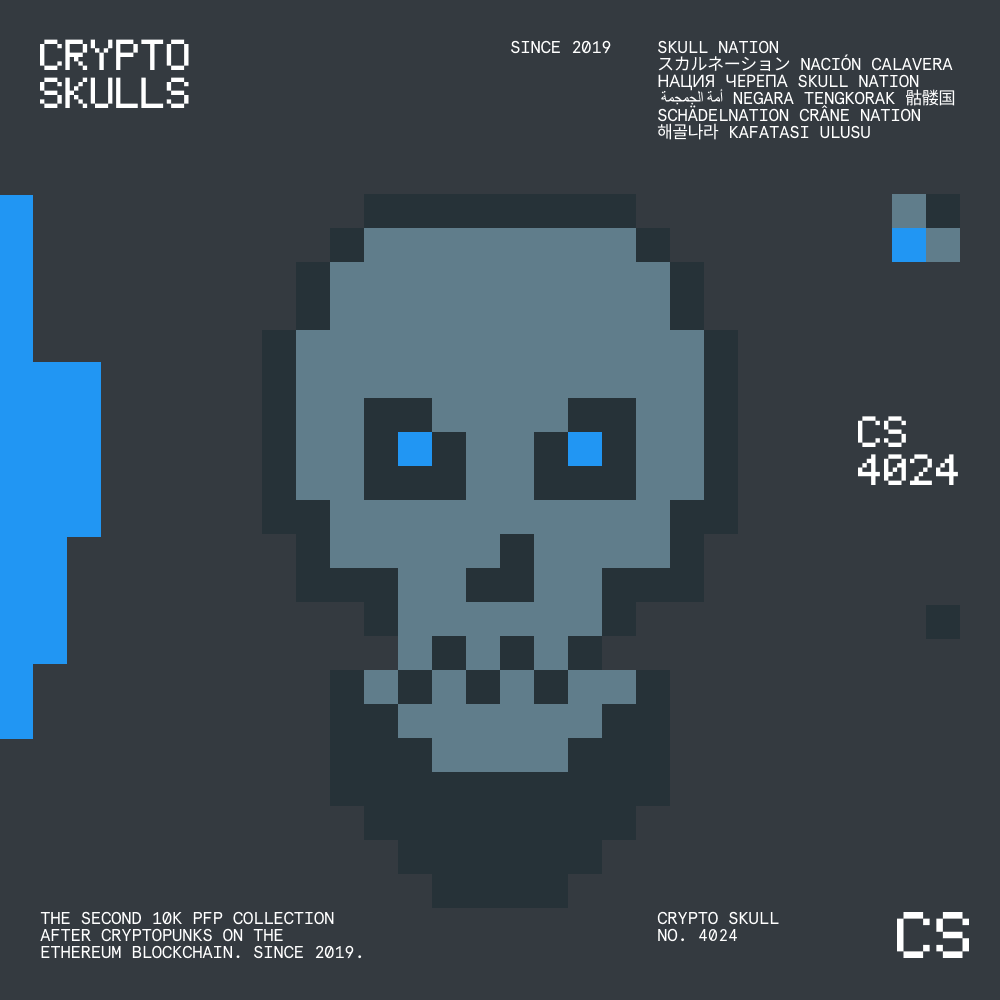 CRYPTO
SKULLS
SINCE 2019
SKULL NATION
スカルネーション NACIÓN CALAVERA
НАЦИЯ ЧЕРЕПА SKULL NATION
أمة الجمجمة NEGARA TENGKORAK 骷髅国
SCHÄDELNATION CRÂNE NATION
해골나라 KAFATASI ULUSU
CS
4024
THE SECOND 10K PFP COLLECTION
AFTER CRYPTOPUNKS ON THE
ETHEREUM BLOCKCHAIN. SINCE 2019.
CRYPTO SKULL
NO. 4024
CS